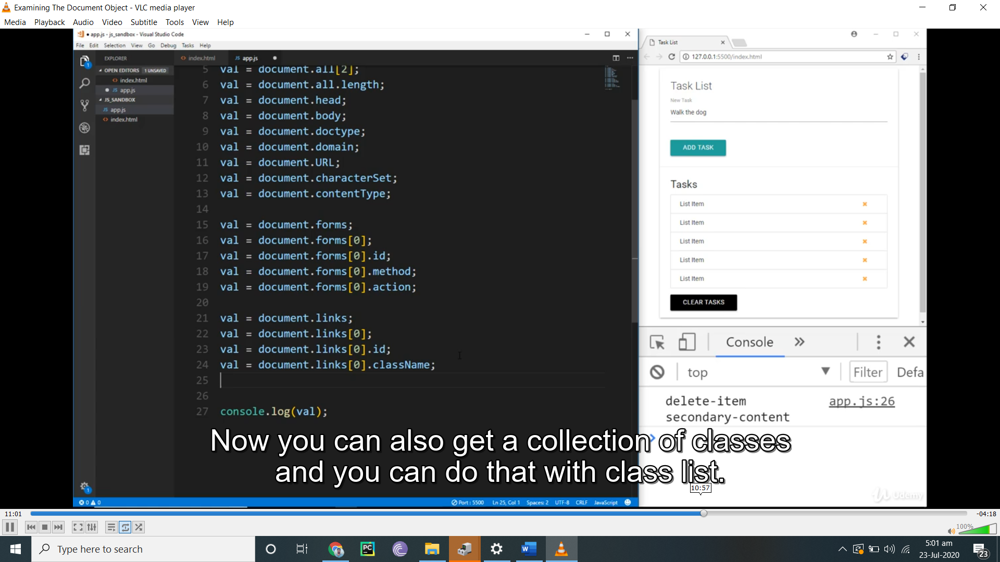 Examining The Document Object - VLC media player
Media Playback Audio Video Subtitle Tools View Help
● app.js - js_sandbox - Visual Studio Code
File Edit Selection View Go Debug Tasks Help
EXPLORER
OPEN EDITORS 1 UNSAVED
<> index.html
● JS app.js
JS_SANDBOX
JS app.js
<> index.html
1
1
<> index.html
JS app.js ●
5 val = document.all[2];
6 val = document.all.length;
7 val = document.head;
8 val = document.body;
9 val = document.doctype;
10 val = document.domain;
11 val = document.URL;
12 val = document.characterSet;
13 val = document.contentType;
14
15 val = document.forms;
16 val = document.forms[0];
17 val = document.forms[0].id;
18 val = document.forms[0].method;
19 val = document.forms[0].action;
20
21 val = document.links;
22 val = document.links[0];
23 val = document.links[0].id;
24 val = document.links[0].className;
25
26
27 console.log(val);
0 0 Port : 5500 Ln 25, Col 1 Spaces: 2 UTF-8 CRLF JavaScript
Task List
127.0.0.1:5500/index.html
Task List
New Task
Walk the dog
ADD TASK
Tasks
List Item
List Item
List Item
List Item
List Item
CLEAR TASKS
Console
top Filter Defa
delete-item app.js:26
secondary-content
Now you can also get a collection of classes
and you can do that with class list.
10:57
Udemy
11:01 -04:18
100%
Type here to search
PC
W
5:01 am
23-Jul-2020
23